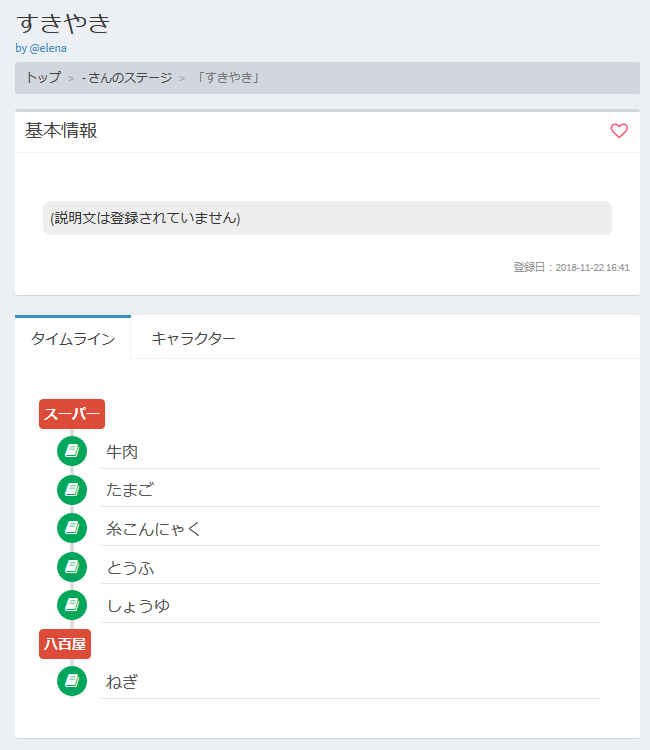 すきやき
by @elena
トップ > - さんのステージ > 「すきやき」
基本情報
(説明文は登録されていません)
登録日：2018-11-22 16:41
タイムライン キャラクター
スーパー
牛肉
たまご
糸こんにゃく
とうふ
しょうゆ
八百屋
ねぎ